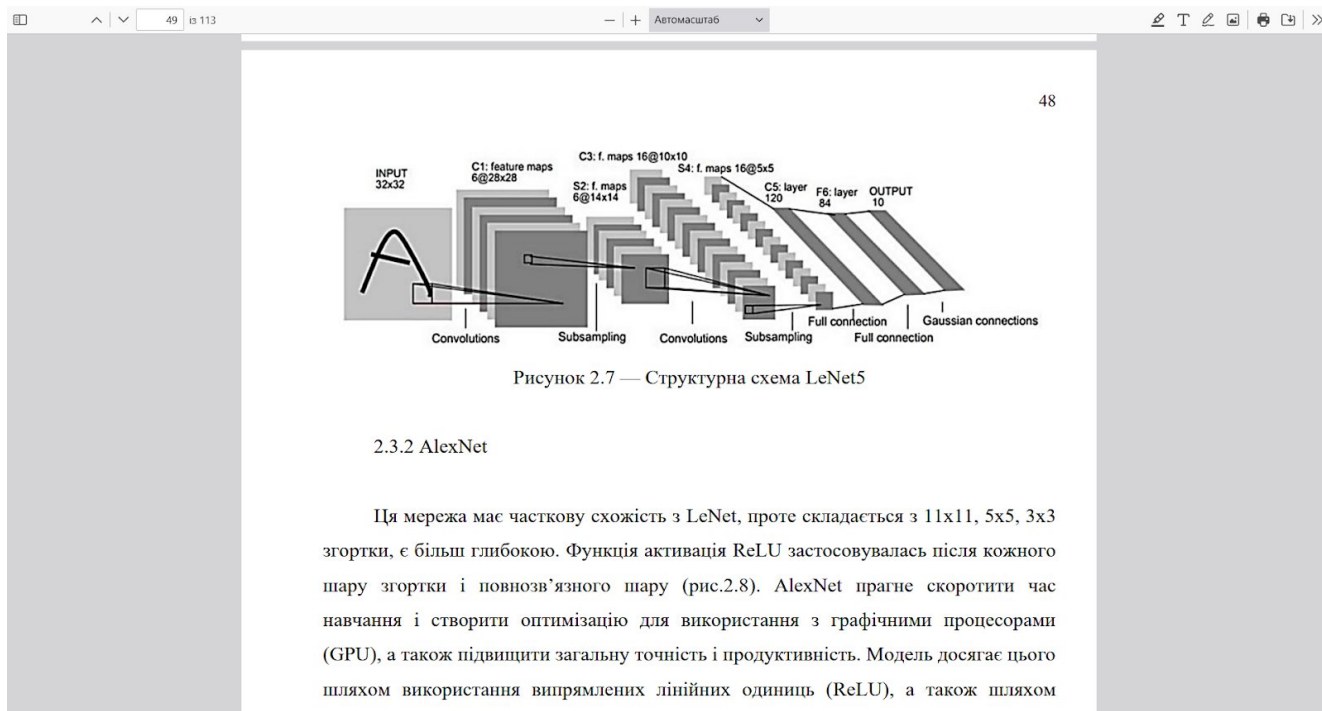 49 із 113
Автомасштаб
48
INPUT
32x32
C1: feature maps
6@28x28
S2: f. maps
6@14x14
C3: f. maps 16@10x10
S4: f. maps 16@5x5
C5: layer
120
F6: layer
84
OUTPUT
10
Convolutions
Subsampling
Convolutions
Subsampling
Full connection
Full connection
Gaussian connections
Рисунок 2.7 — Структурна схема LeNet5
2.3.2 AlexNet
Ця мережа має часткову схожість з LeNet, проте складається з 11x11, 5x5, 3x3
згортки, є більш глибокою. Функція активація ReLU застосовувалась після кожного
шару згортки і повнозв’язного шару (рис.2.8). AlexNet прагне скоротити час
навчання і створити оптимізацію для використання з графічними процесорами
(GPU), а також підвищити загальну точність і продуктивність. Модель досягає цього
шляхом використання випрямлених лінійних одиниць (ReLU), а також шляхом